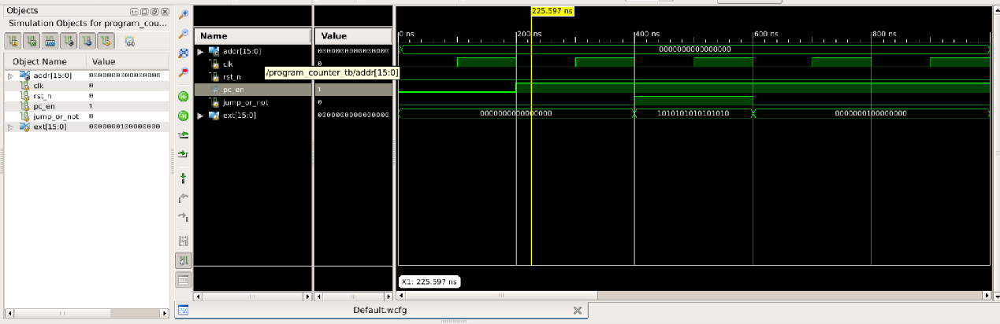 Objects
Simulation Objects for program_cou...
Object Name Value
addr[15:0] 0000000000000000
clk 0
rst_n 0
pc_en 1
jump_or_not 0
ext[15:0] 0000000100000000
Name Value
addr[15:0] 0000000000000000
clk 0
rst_n
/program_counter_tb/addr[15:0]
pc_en 1
jump_or_not 0
ext[15:0] 0000000000000000
225.597 ns
0 ns 200 ns 400 ns 600 ns 800 ns
0000000000000000
0000000000000000 1010101010101010 0000000100000000
X1: 225.597 ns
Default.wcfg